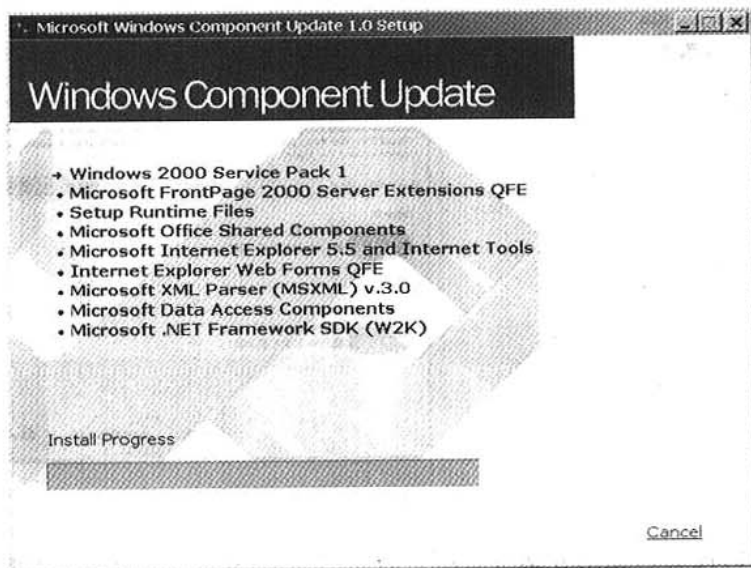 Microsoft Windows Component Update 1.0 Setup
Windows Component Update
→ Windows 2000 Service Pack 1
• Microsoft FrontPage 2000 Server Extensions QFE
• Setup Runtime Files
• Microsoft Office Shared Components
• Microsoft Internet Explorer 5.5 and Internet Tools
• Internet Explorer Web Forms QFE
• Microsoft XML Parser (MSXML) v.3.0
• Microsoft Data Access Components
• Microsoft .NET Framework SDK (W2K)
Install Progress
Cancel